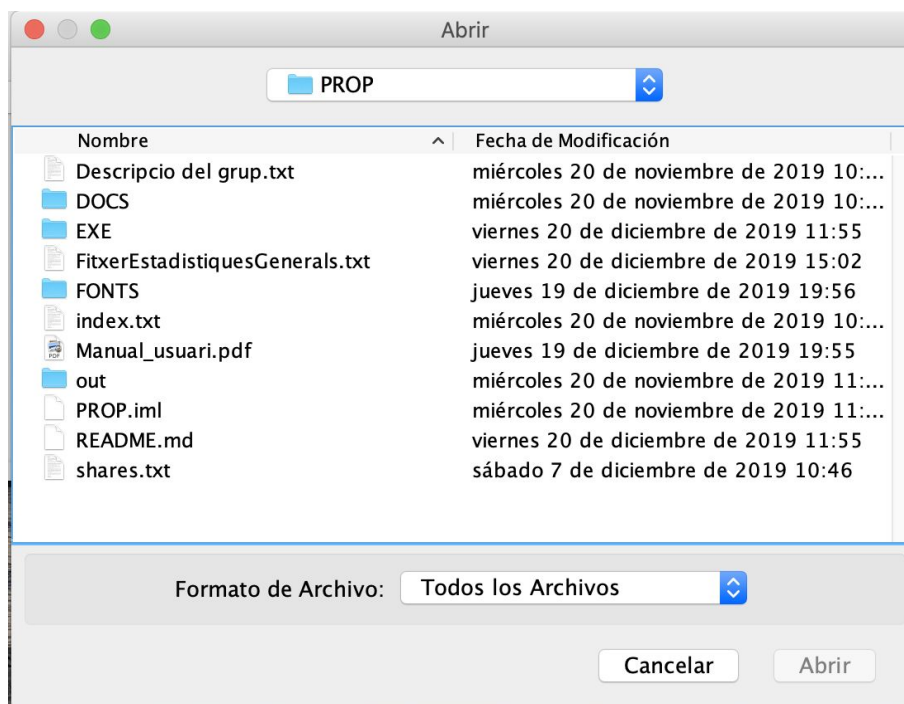 Abrir
PROP
Nombre Fecha de Modificación
Descripcio del grup.txt miércoles 20 de noviembre de 2019 10:...
DOCS miércoles 20 de noviembre de 2019 10:...
EXE viernes 20 de diciembre de 2019 11:55
FitxerEstadistiquesGenerals.txt viernes 20 de diciembre de 2019 15:02
FONTS jueves 19 de diciembre de 2019 19:56
index.txt miércoles 20 de noviembre de 2019 10:...
Manual_usuari.pdf jueves 19 de diciembre de 2019 19:55
out miércoles 20 de noviembre de 2019 11:...
PROP.iml miércoles 20 de noviembre de 2019 11:...
README.md viernes 20 de diciembre de 2019 11:55
shares.txt sábado 7 de diciembre de 2019 10:46
Formato de Archivo: Todos los Archivos
Cancelar Abrir